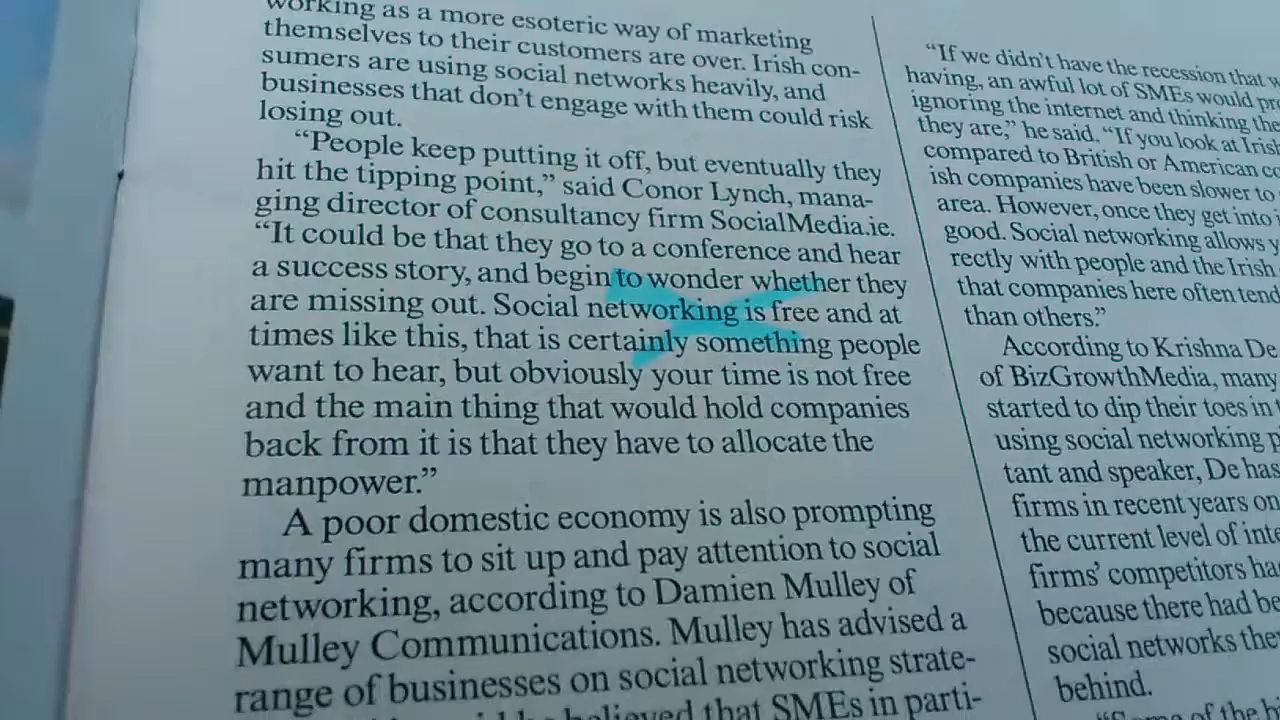 working as a more esoteric way of marketing
themselves to their customers are over. Irish con-
sumers are using social networks heavily, and
businesses that don't engage with them could risk
losing out.
“People keep putting it off, but eventually they
hit the tipping point,” said Conor Lynch, mana-
ging director of consultancy firm SocialMedia.ie.
“It could be that they go to a conference and hear
a success story, and begin to wonder whether they
are missing out. Social networking is free and at
times like this, that is certainly something people
want to hear, but obviously your time is not free
and the main thing that would hold companies
back from it is that they have to allocate the
manpower.”
A poor domestic economy is also prompting
many firms to sit up and pay attention to social
networking, according to Damien Mulley of
Mulley Communications. Mulley has advised a
range of businesses on social networking strate-
believed that SMEs in parti-
“If we didn't have the recession that
having, an awful lot of SMEs would
ignoring the internet and thinking
they are,” he said. “If you look at Irish
compared to British or American
ish companies have been slower to
area. However, once they get into
good. Social networking allows
rectly with people and the Irish
that companies here often tend
than others.”
According to Krishna De
of BizGrowthMedia, many
started to dip their toes in
using social networking
tant and speaker, De has
firms in recent years on
the current level of
firms' competitors
because there had
social networks
behind.